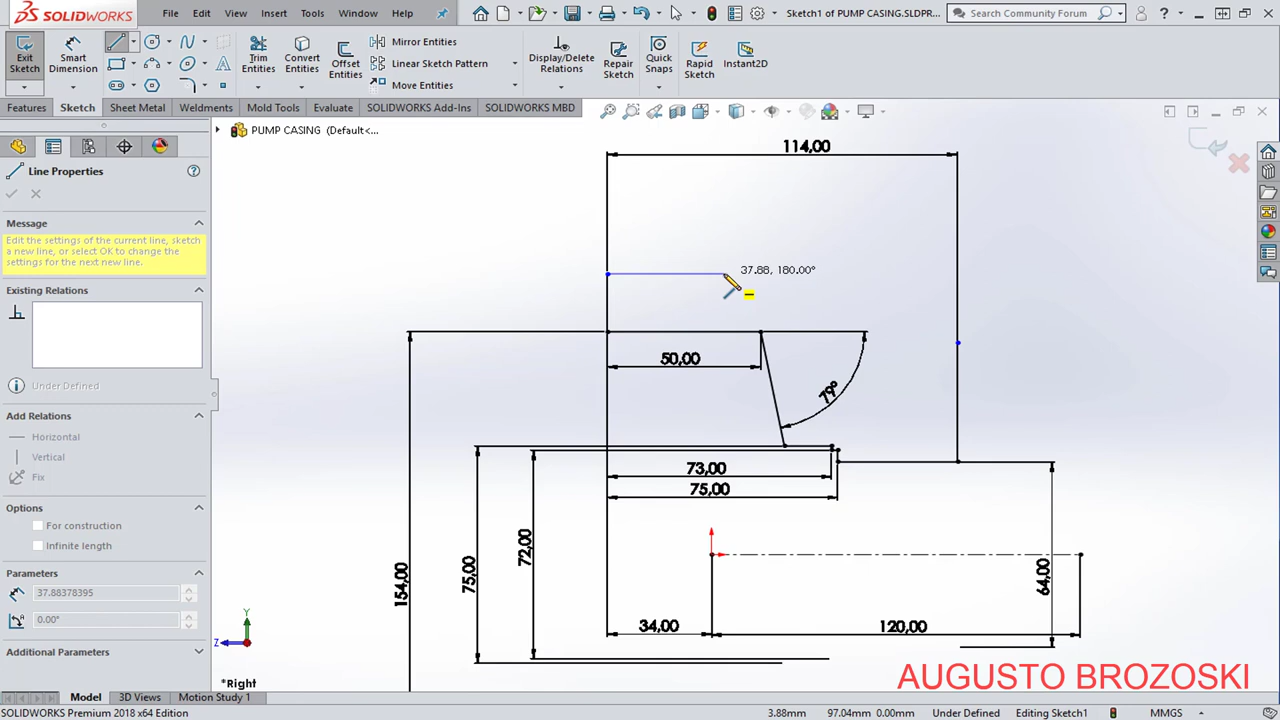 SOLIDWORKS
File
Edit
View
Insert
Tools
Window
Help
Sketch1 of PUMP CASING.SLDPR...
Search Community Forum
Exit Sketch
Smart Dimension
Trim Entities
Convert Entities
Offset Entities
Mirror Entities
Linear Sketch Pattern
Move Entities
Display/Delete Relations
Repair Sketch
Quick Snaps
Rapid Sketch
Instant2D
Features
Sketch
Sheet Metal
Weldments
Mold Tools
Evaluate
SOLIDWORKS Add-Ins
SOLIDWORKS MBD
PUMP CASING (Default<...
Line Properties
Message
Edit the settings of the current line, sketch
a new line, or select OK to change the
settings for the next new line.
Existing Relations
Under Defined
Add Relations
Horizontal
Vertical
Fix
Options
For construction
Infinite length
Parameters
37.88378395
0.00°
Additional Parameters
114,00
37.88, 180.00°
50,00
79°
73,00
75,00
72,00
75,00
154,00
64,00
34,00
120,00
Y
Z
*Right
AUGUSTO BROZOSKI
Model
3D Views
Motion Study 1
SOLIDWORKS Premium 2018 x64 Edition
3.88mm
97.04mm 0.00mm
Under Defined
Editing Sketch1
MMGS